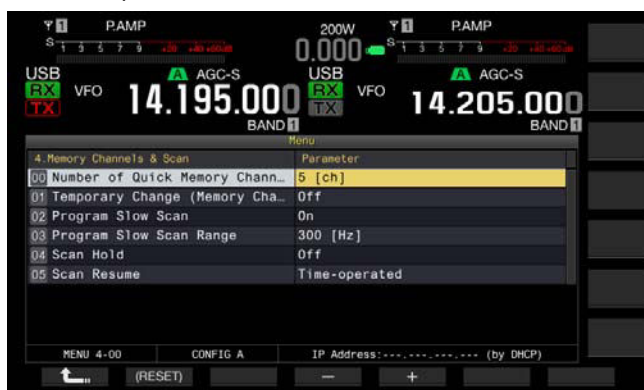 1 P.AMP 200W 1 P.AMP
S 1 3 5 7 9 +20 +40 +60dB 0.000 S 1 3 5 7 9 +20 +40 +60dB
USB A AGC-S USB A AGC-S
RX TX VFO 14.195.000 RX TX VFO 14.205.000
BAND 1 BAND 1
Menu
4.Memory Channels & Scan Parameter
00 Number of Quick Memory Chann… 5 [ch]
01 Temporary Change (Memory Cha… Off
02 Program Slow Scan On
03 Program Slow Scan Range 300 [Hz]
04 Scan Hold Off
05 Scan Resume Time-operated
MENU 4-00 CONFIG A IP Address:---.---.---.--- (by DHCP)
(RESET) − +